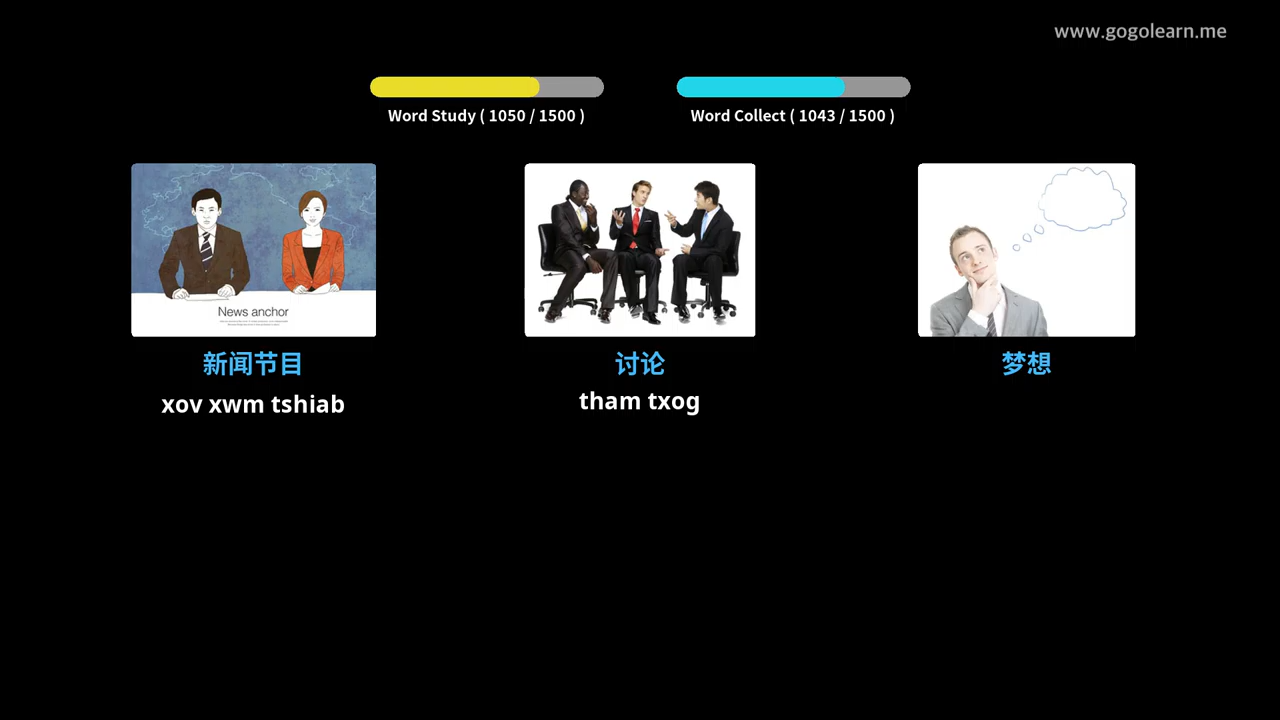 www.gogolearn.me
Word Study ( 1050 / 1500 )
Word Collect ( 1043 / 1500 )
News anchor
新闻节目
讨论
梦想
xov xwm tshiab
tham txog